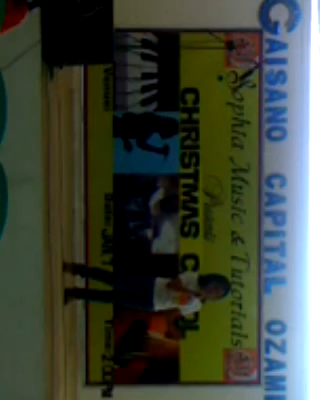 GAISANO CAPITAL OZAMI
Sophia Music & Tutorials
Presents
CHRISTMAS C
Venue: Date: JAN Time: 2:00PM